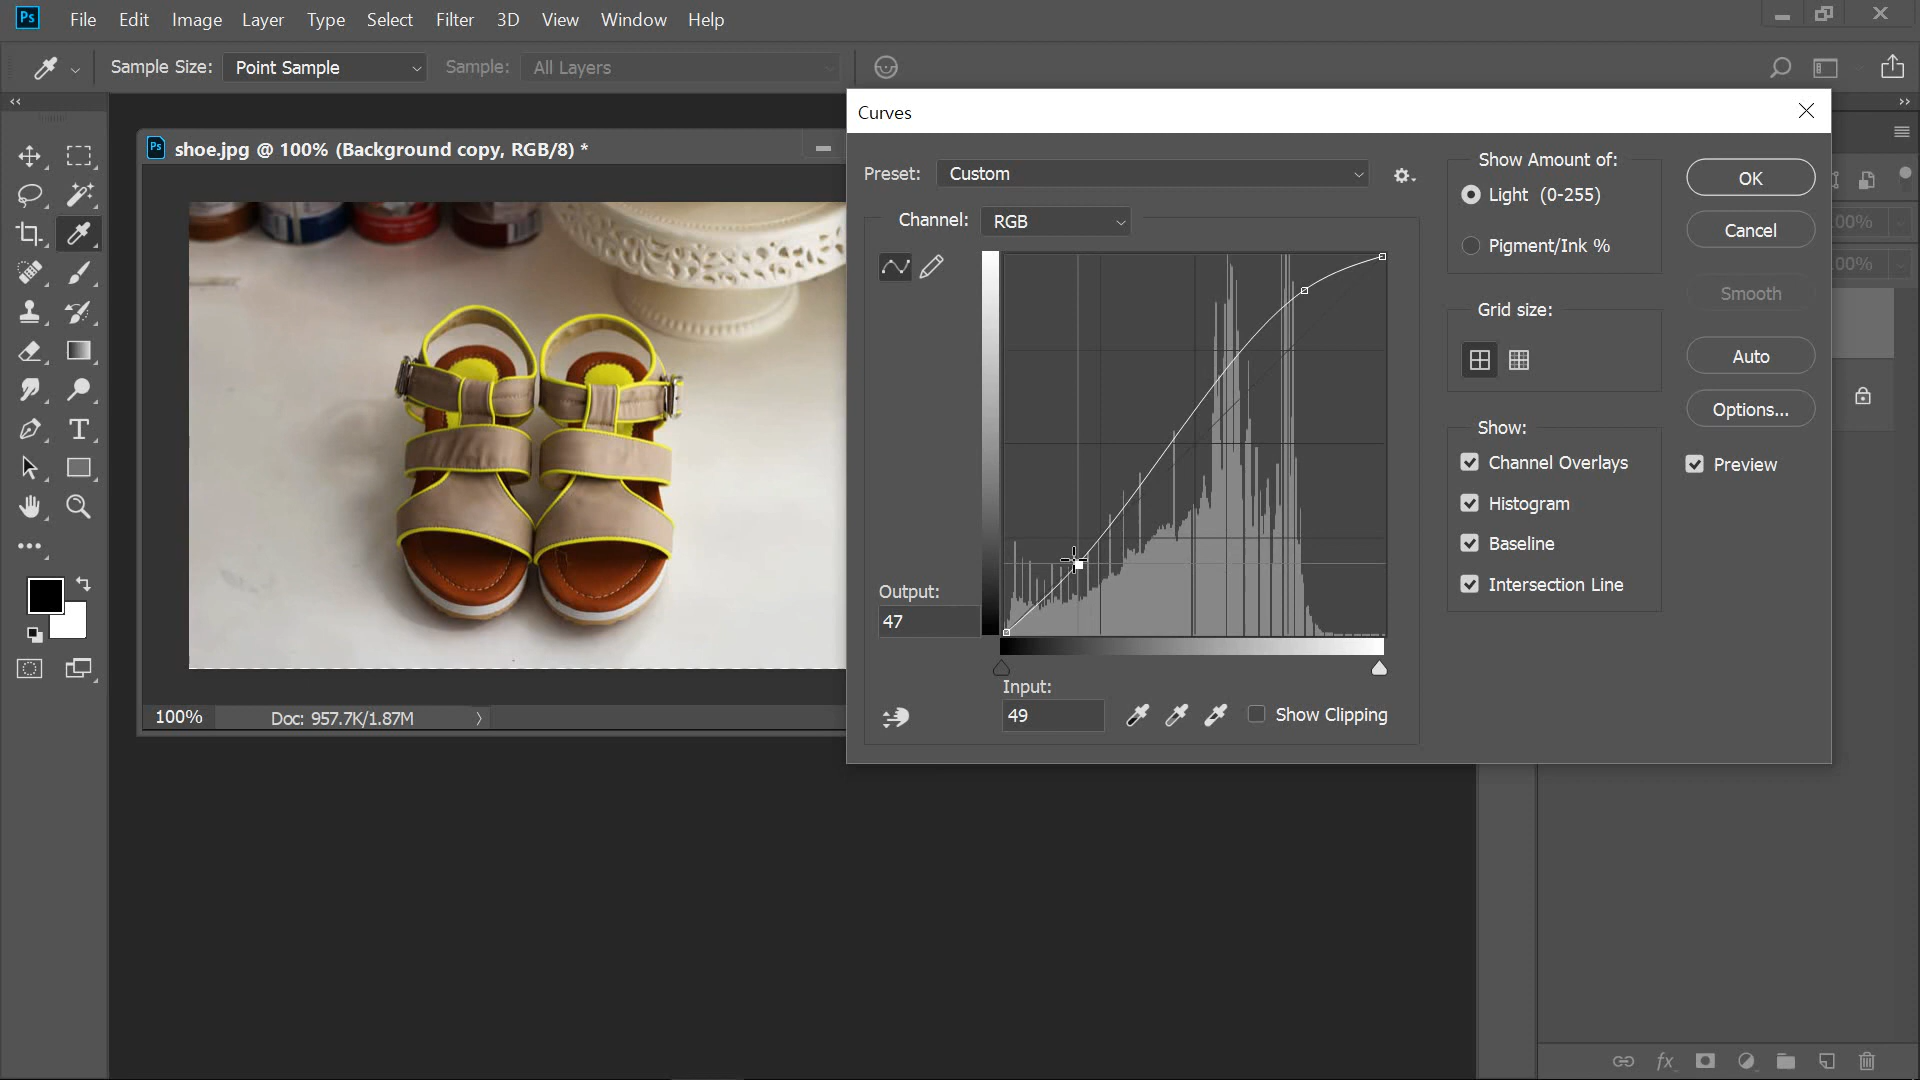 Ps File Edit Image Layer Type Select Filter 3D View Window Help
Sample Size: Point Sample Sample: All Layers
Curves
Ps shoe.jpg @ 100% (Background copy, RGB/8) *
Preset: Custom
Show Amount of:
Light (0-255)
Pigment/Ink %
OK
Channel: RGB
Cancel
Smooth
Grid size:
Auto
Options...
Show:
Channel Overlays
Histogram
Baseline
Intersection Line
Preview
Output:
47
Input:
49
Show Clipping
100% Doc: 957.7K/1.87M
T
fx